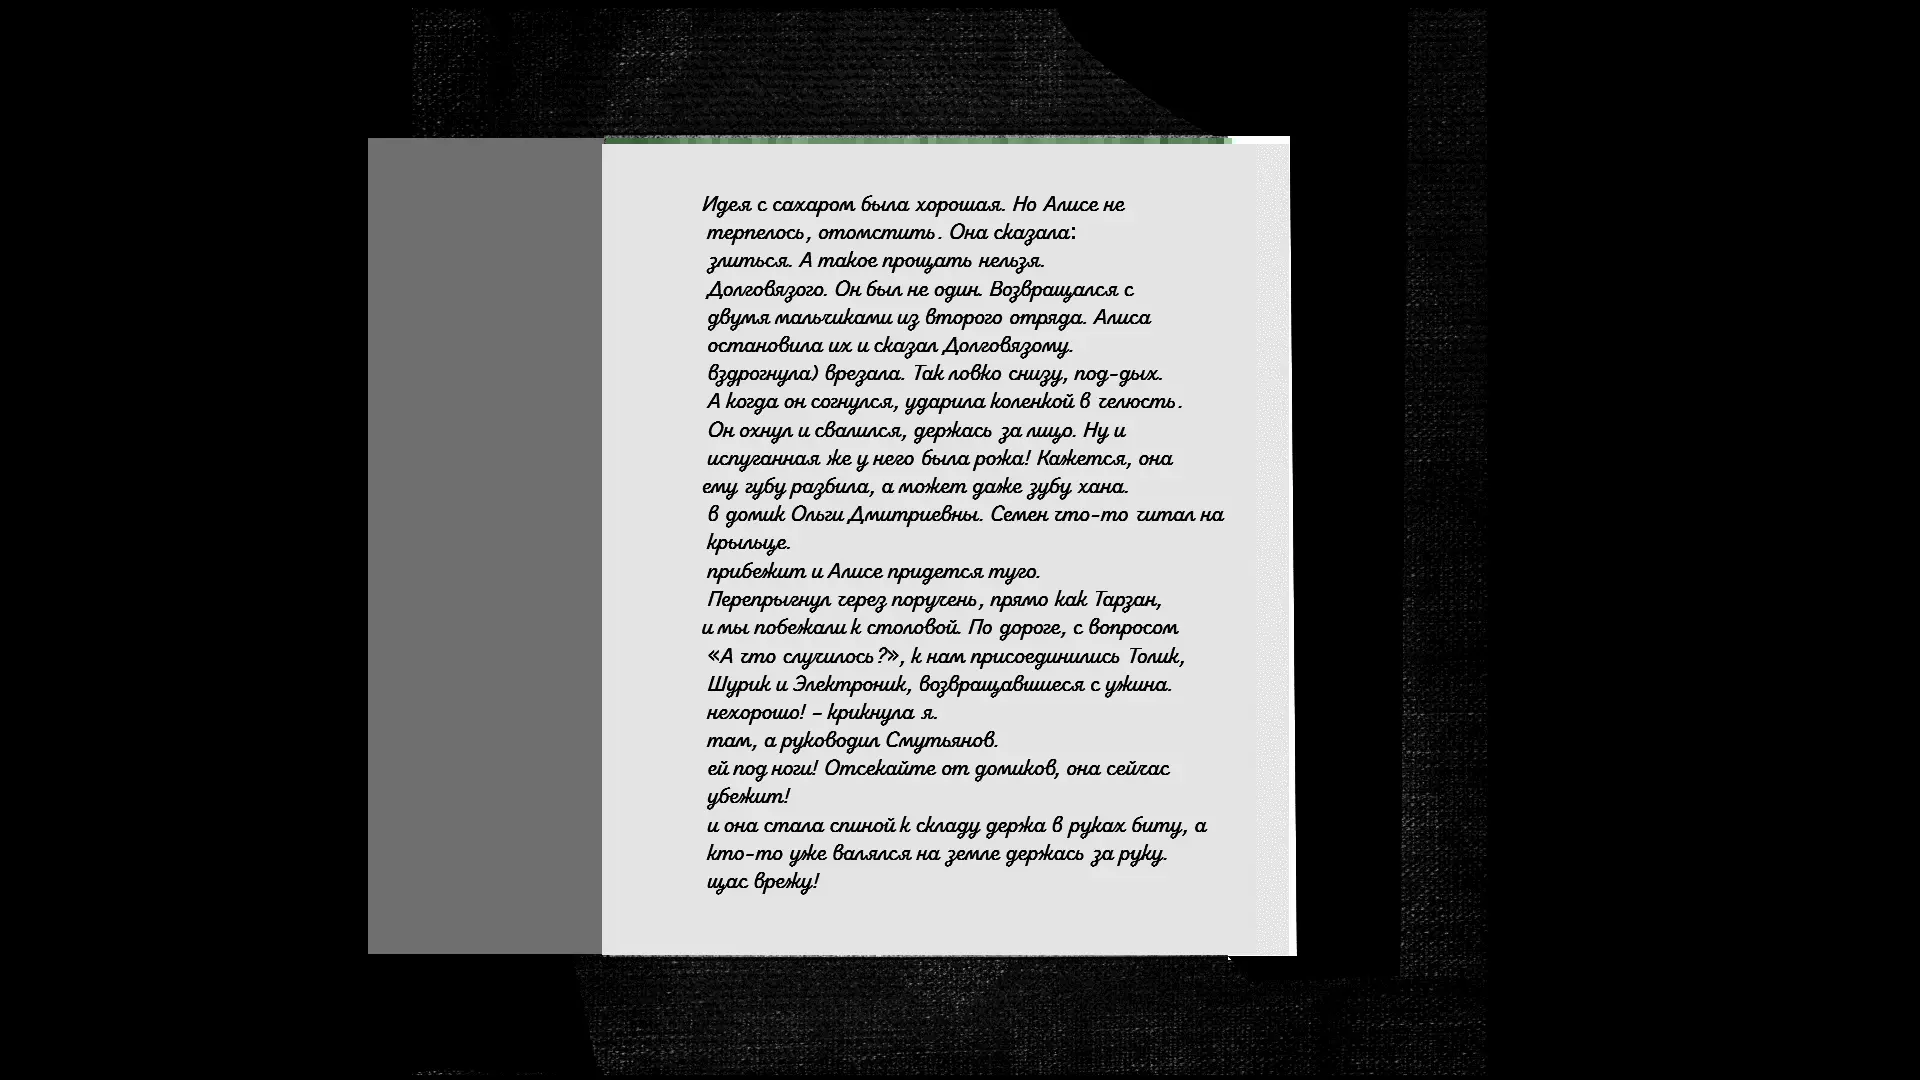 Идея с сахаром была хорошая. Но Алисе не
терпелось, отомстить. Она сказала:
злиться. А такое прощать нельзя.
Долговязого. Он был не один. Возвращался с
двумя мальчиками из второго отряда. Алиса
остановила их и сказал Долговязому.
вздрогнула) врезала. Так ловко снизу, под-дых.
А когда он согнулся, ударила коленкой в челюсть.
Он охнул и свалился, держась за лицо. Ну и
испуганная же у него была рожа! Кажется, она
ему губу разбила, а может даже зубу хана.
в домик Ольги Дмитриевны. Семен что-то читал на
крыльце.
прибежит и Алисе придется туго.
Перепрыгнул через поручень, прямо как Тарзан,
и мы побежали к столовой. По дороге, с вопросом
«А что случилось?», к нам присоединились Толик,
Шурик и Электроник, возвращавшиеся с ужина.
нехорошо! – крикнула я.
там, а руководил Смутьянов.
ей под ноги! Отсекайте от домиков, она сейчас
убежит!
и она стала спиной к складу держа в руках биту, а
кто-то уже валялся на земле держась за руку.
щас врежу!